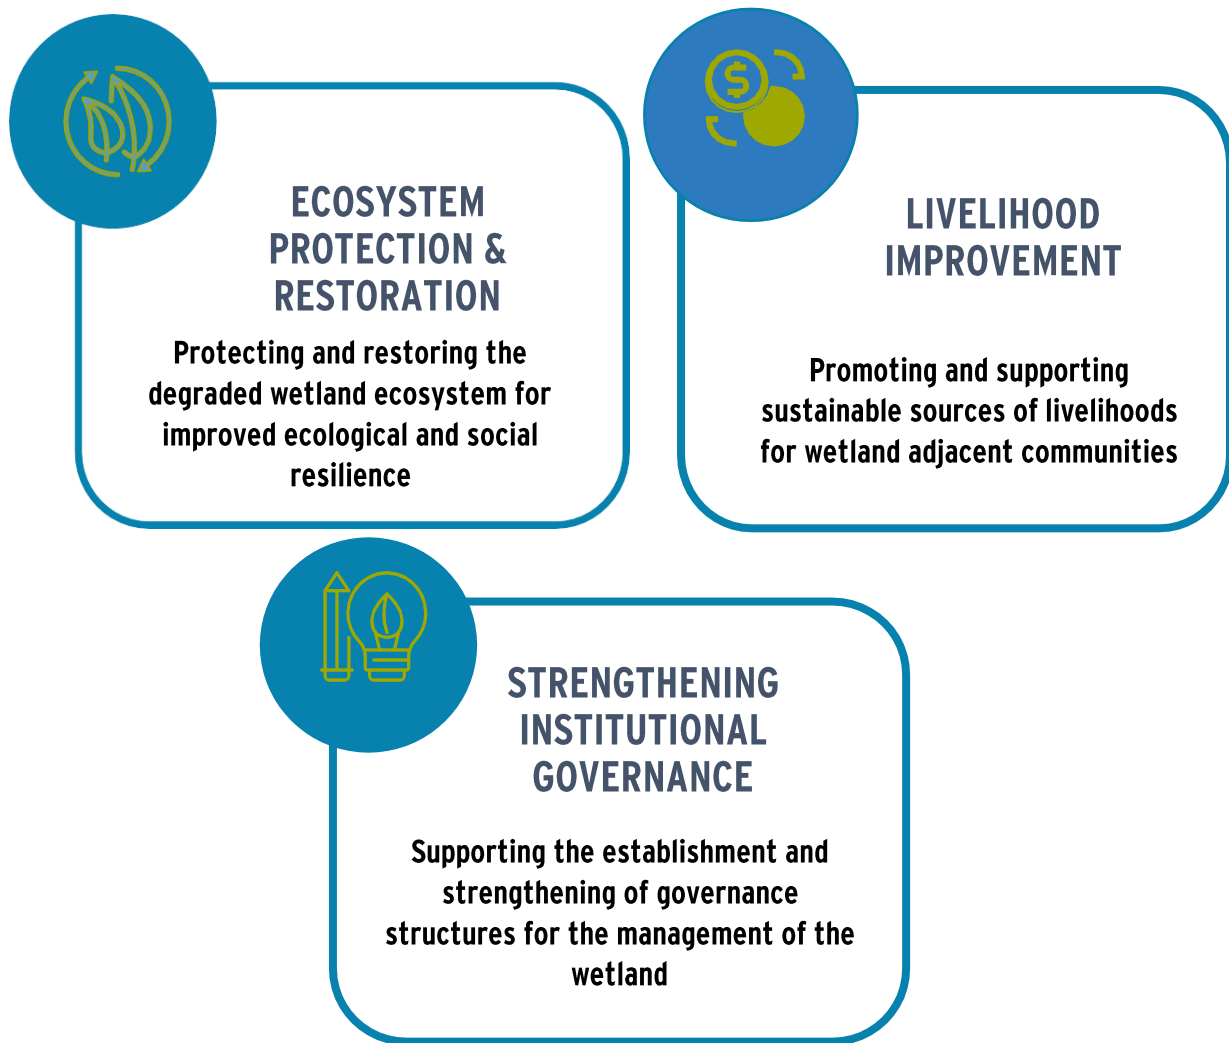 ECOSYSTEM
PROTECTION &
RESTORATION
Protecting and restoring the
degraded wetland ecosystem for
improved ecological and social
resilience
$
LIVELIHOOD
IMPROVEMENT
Promoting and supporting
sustainable sources of livelihoods
for wetland adjacent communities
STRENGTHENING
INSTITUTIONAL
GOVERNANCE
Supporting the establishment and
strengthening of governance
structures for the management of the
wetland